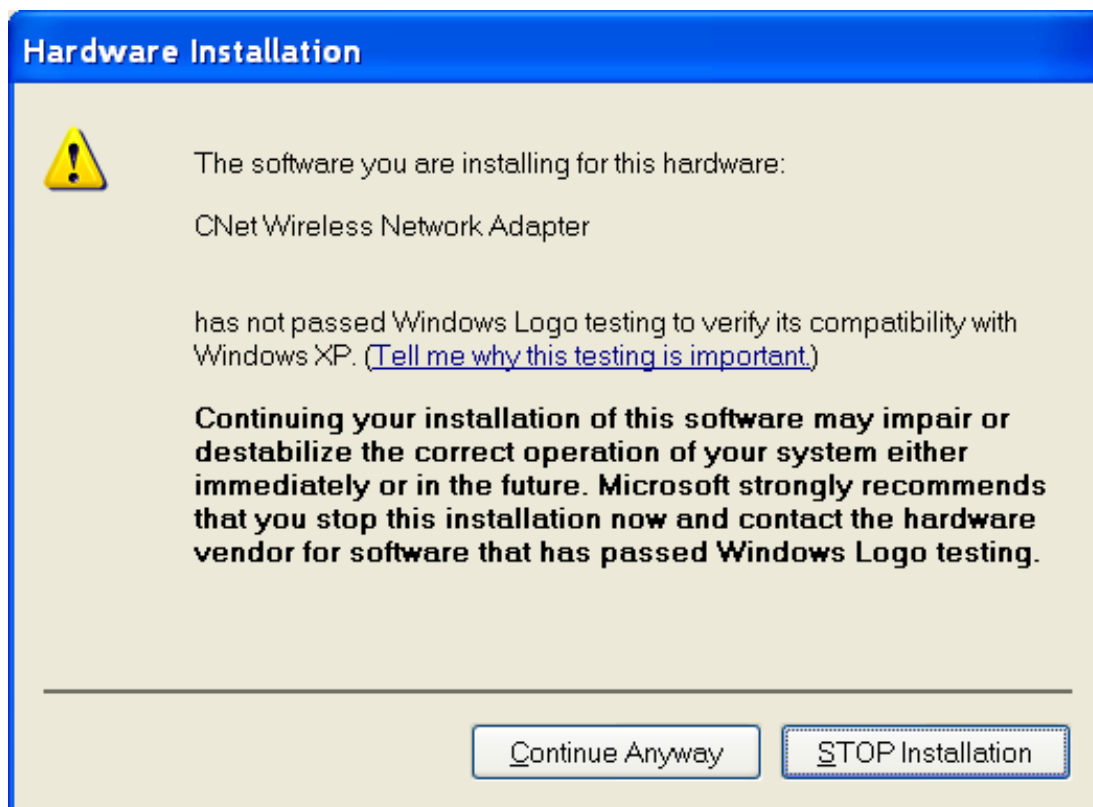 Hardware Installation
The software you are installing for this hardware:
CNet Wireless Network Adapter
has not passed Windows Logo testing to verify its compatibility with
Windows XP. (Tell me why this testing is important.)
Continuing your installation of this software may impair or
destabilize the correct operation of your system either
immediately or in the future. Microsoft strongly recommends
that you stop this installation now and contact the hardware
vendor for software that has passed Windows Logo testing.
Continue Anyway
STOP Installation